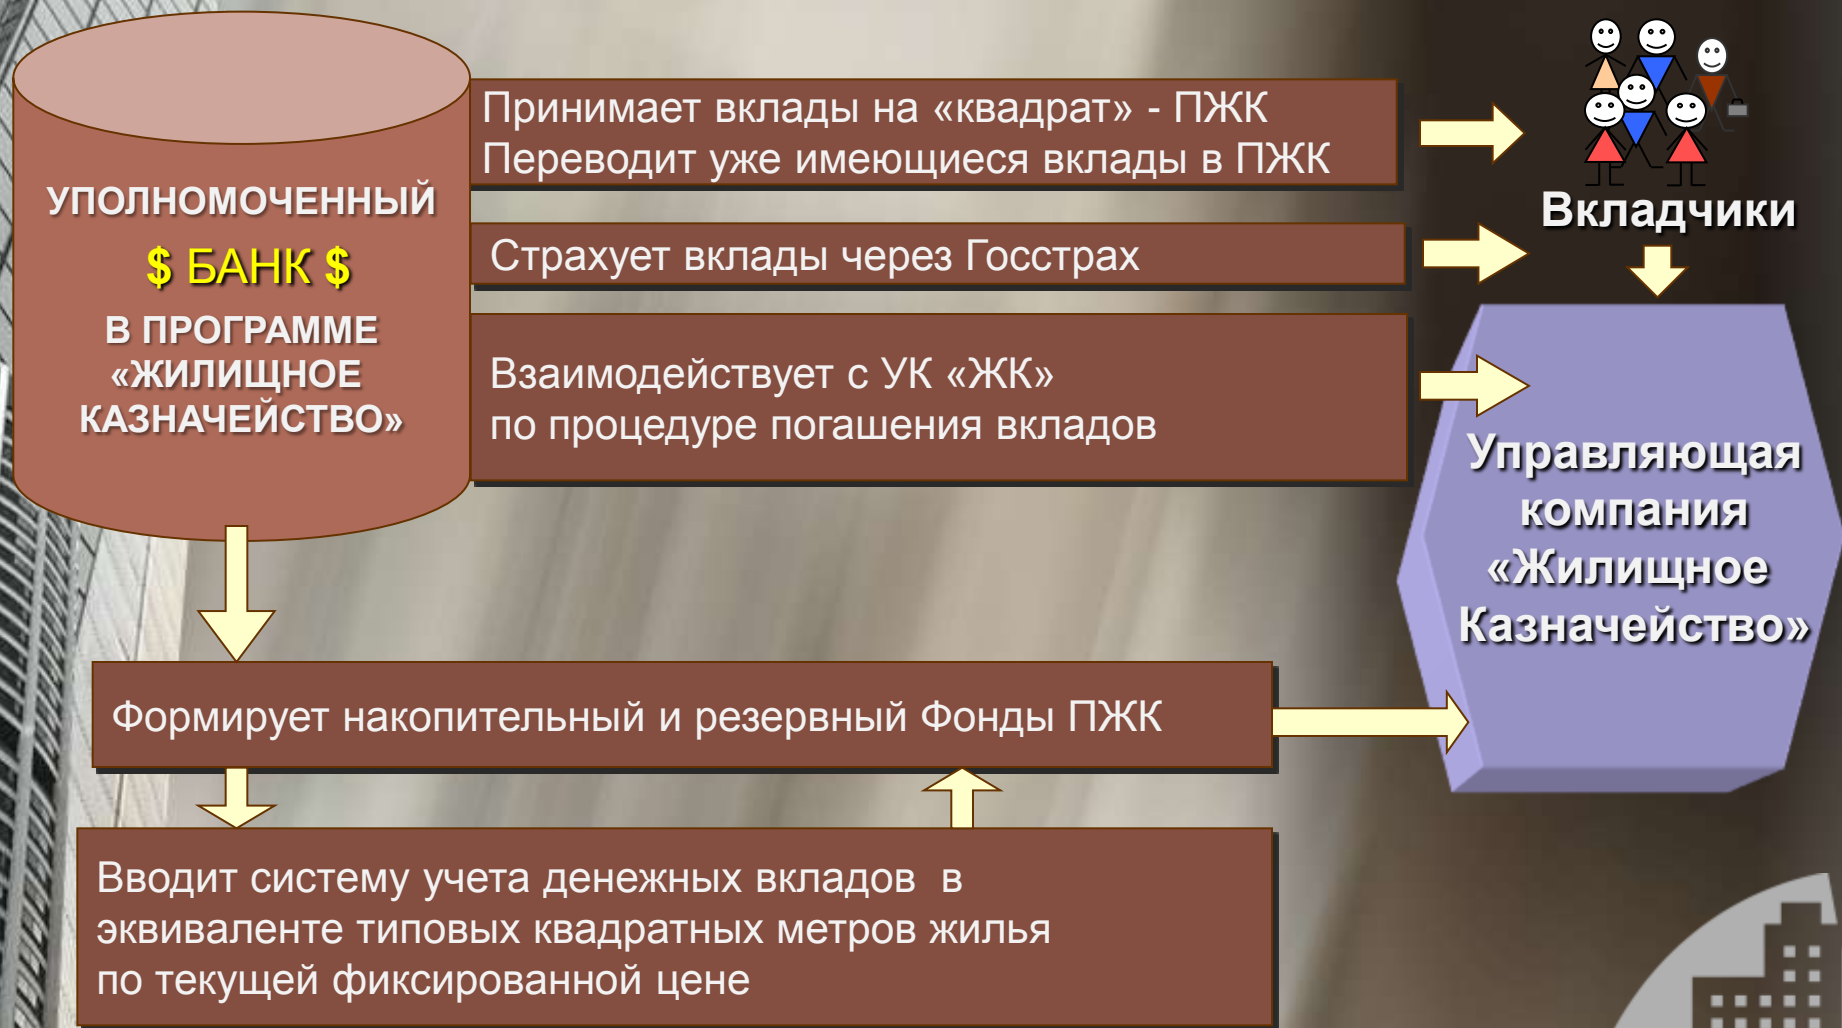 УПОЛНОМОЧЕННЫЙ
$ БАНК $
В ПРОГРАММЕ
«ЖИЛИЩНОЕ
КАЗНАЧЕЙСТВО»
Принимает вклады на «квадрат» - ПЖК
Переводит уже имеющиеся вклады в ПЖК
Страхует вклады через Госстрах
Взаимодействует с УК «ЖК»
по процедуре погашения вкладов
Вкладчики
Управляющая
компания
«Жилищное
Казначейство»
Формирует накопительный и резервный Фонды ПЖК
Вводит систему учета денежных вкладов в
эквиваленте типовых квадратных метров жилья
по текущей фиксированной цене